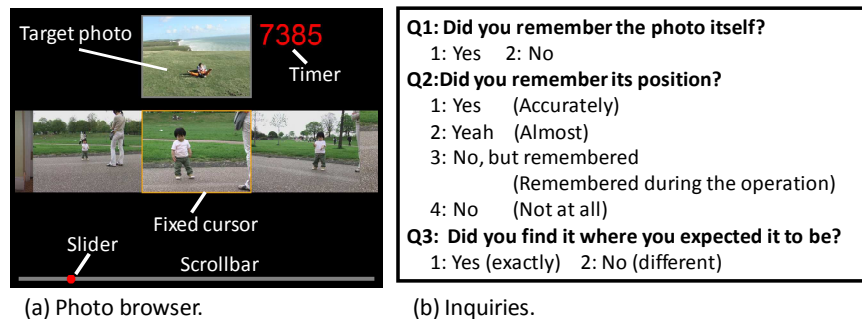 Target photo
7385
Timer
Fixed cursor
Slider
Scrollbar
(a) Photo browser.
Q1: Did you remember the photo itself?
1: Yes 2: No
Q2:Did you remember its position?
1: Yes (Accurately)
2: Yeah (Almost)
3: No, but remembered
(Remembered during the operation)
4: No (Not at all)
Q3: Did you find it where you expected it to be?
1: Yes (exactly) 2: No (different)
(b) Inquiries.